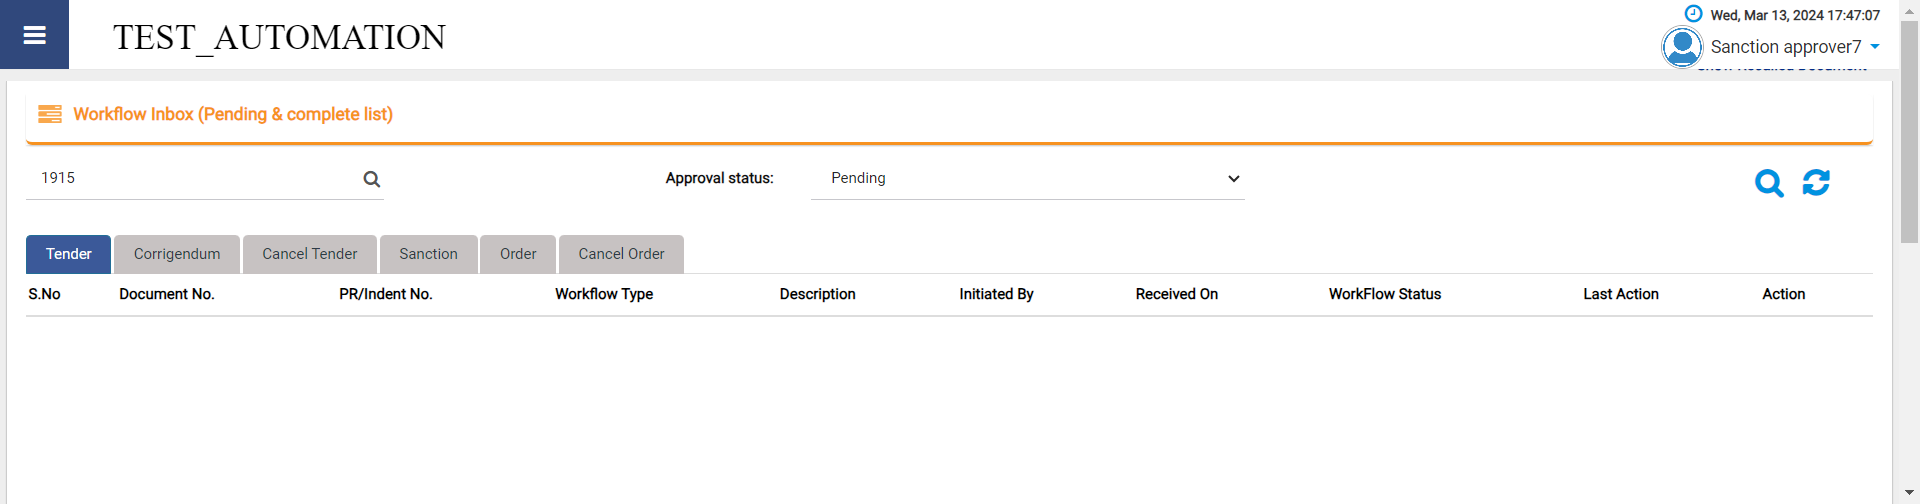 Wed, Mar 13, 2024 17:47:07
TEST_AUTOMATION
Sanction approver7
Workflow Inbox (Pending & complete list)
1915
Approval status:
Pending
Tender
Corrigendum
Cancel Tender
Sanction
Order
Cancel Order
S.No
Document No.
PR/Indent No.
Workflow Type
Description
Initiated By
Received On
WorkFlow Status
Last Action
Action